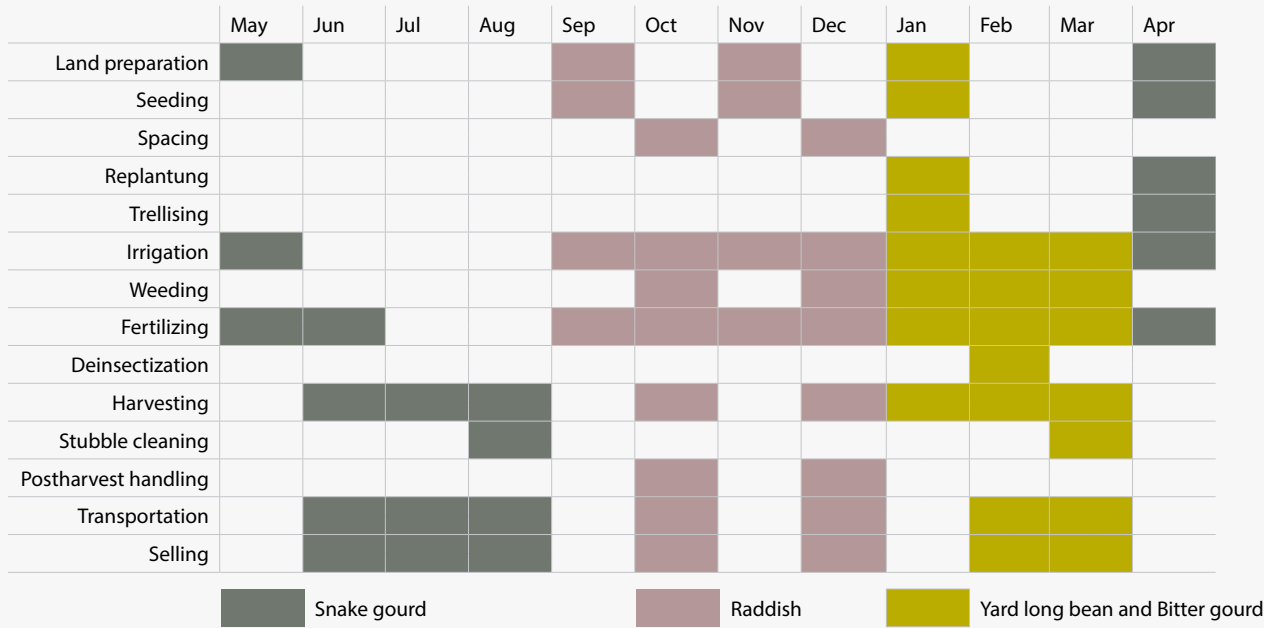 May Jun Jul Aug Sep Oct Nov Dec Jan Feb Mar Apr
Land preparation
Seeding
Spacing
Replantung
Trellising
Irrigation
Weeding
Fertilizing
Deinsectization
Harvesting
Stubble cleaning
Postharvest handling
Transportation
Selling
Snake gourd Raddish Yard long bean and Bitter gourd